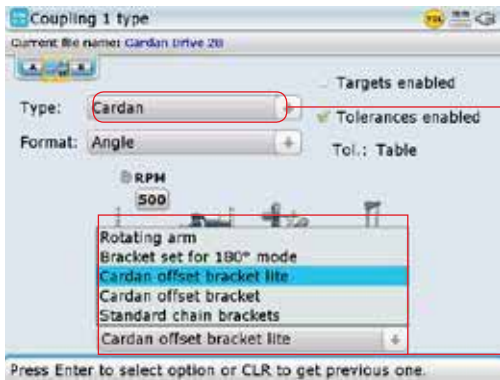 Coupling 1 type
Current file name: Cardan Drive 2B
Targets enabled
Type: Cardan
Tolerances enabled
Format: Angle
Tol.: Table
RPM
500
Rotating arm
Bracket set for 180° mode
Cardan offset bracket lite
Cardan offset bracket
Standard chain brackets
Cardan offset bracket lite
Press Enter to select option or CLR to get previous one.